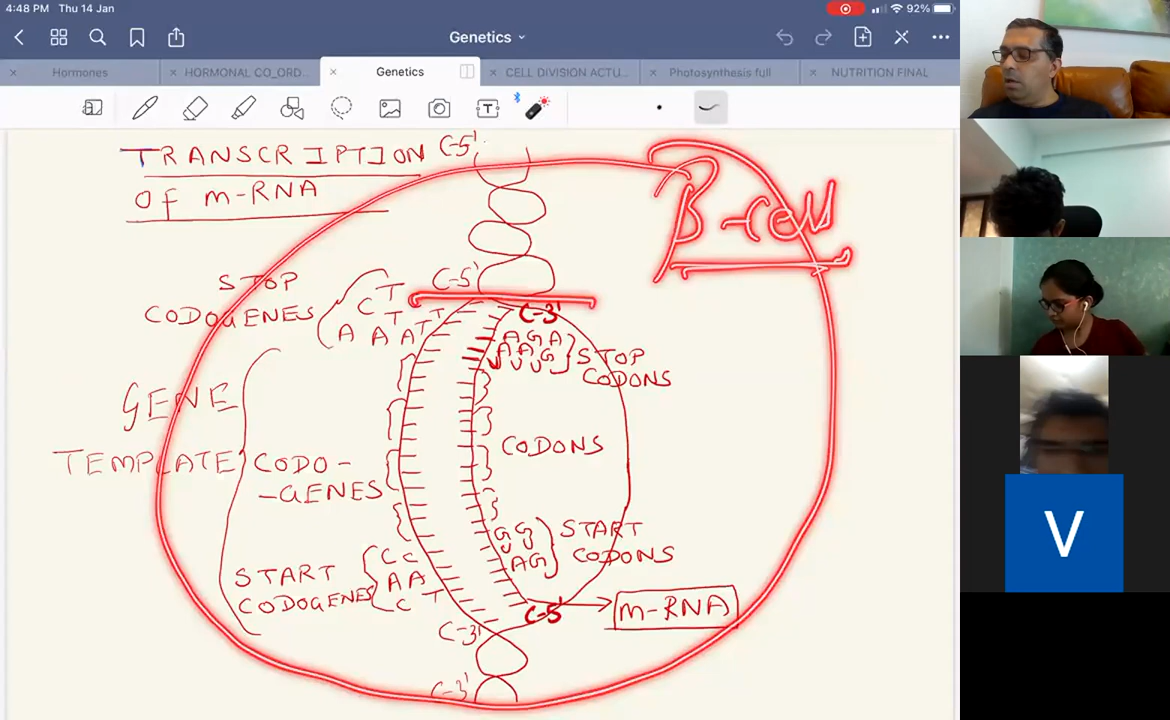 4:48 PM Thu 14 Jan
92%
Genetics
Hormones
HORMONAL CO_ORD...
Genetics
CELL DIVISION ACTU...
Photosynthesis full
NUTRITION FINAL
TRANSCRIPTION
OF m-RNA
C-5'
β-Cell
STOP
CODOGENES
C-5'
T
C T T
A A A T
C-3'
A G A
A A G
U U U
STOP
CODONS
GENE
TEMPLATE
CODO-
-GENES
CODONS
START
CODOGENES
C C
A A
C T
G G
U U
A G
START
CODONS
C-5'
m-RNA
C-3'
C-3'
V